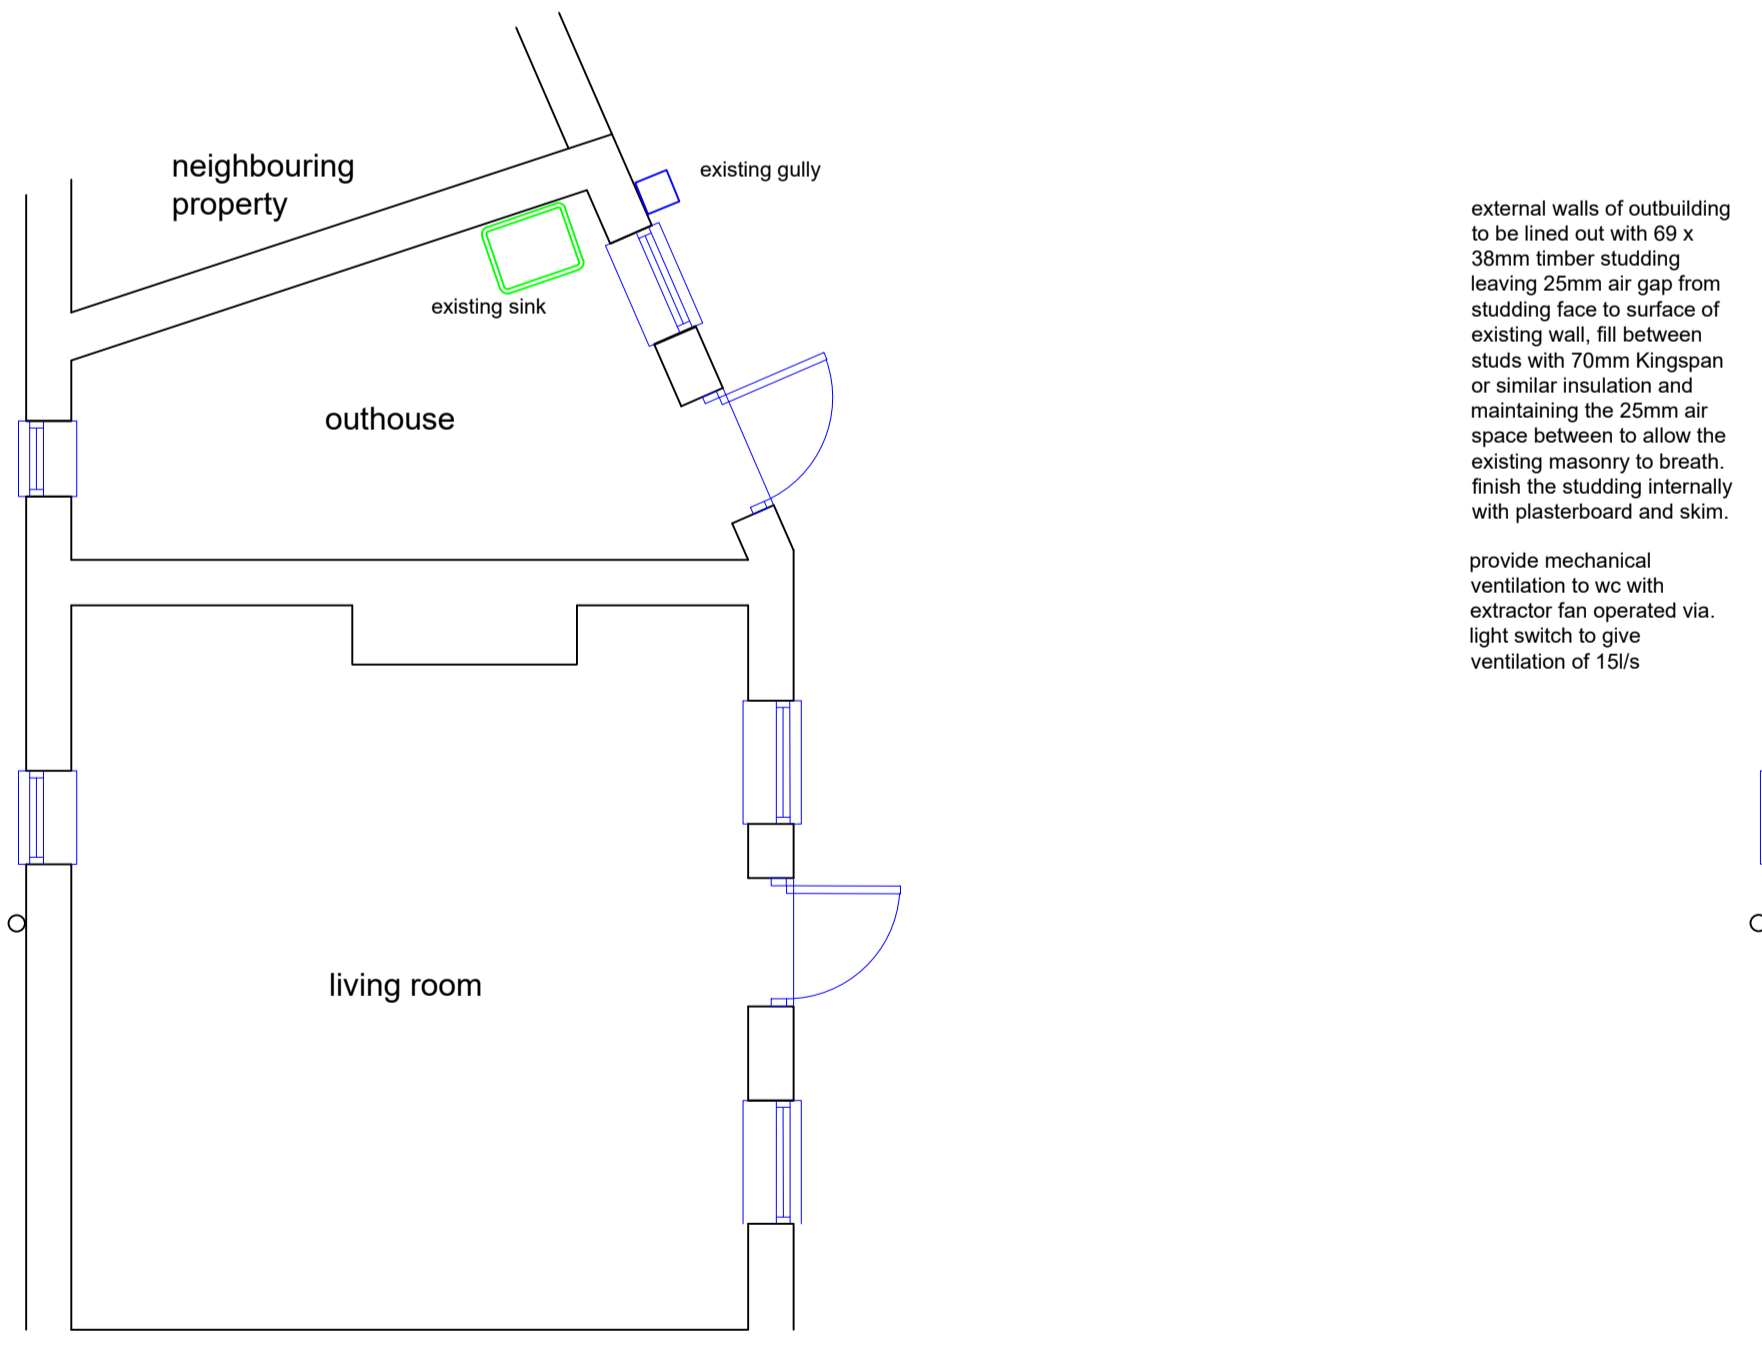 neighbouring
property
existing gully
existing sink
outhouse
living room
external walls of outbuilding
to be lined out with 69 x
38mm timber studding
leaving 25mm air gap from
studding face to surface of
existing wall, fill between
studs with 70mm Kingspan
or similar insulation and
maintaining the 25mm air
space between to allow the
existing masonry to breath.
finish the studding internally
with plasterboard and skim.
provide mechanical
ventilation to wc with
extractor fan operated via.
light switch to give
ventilation of 15l/s